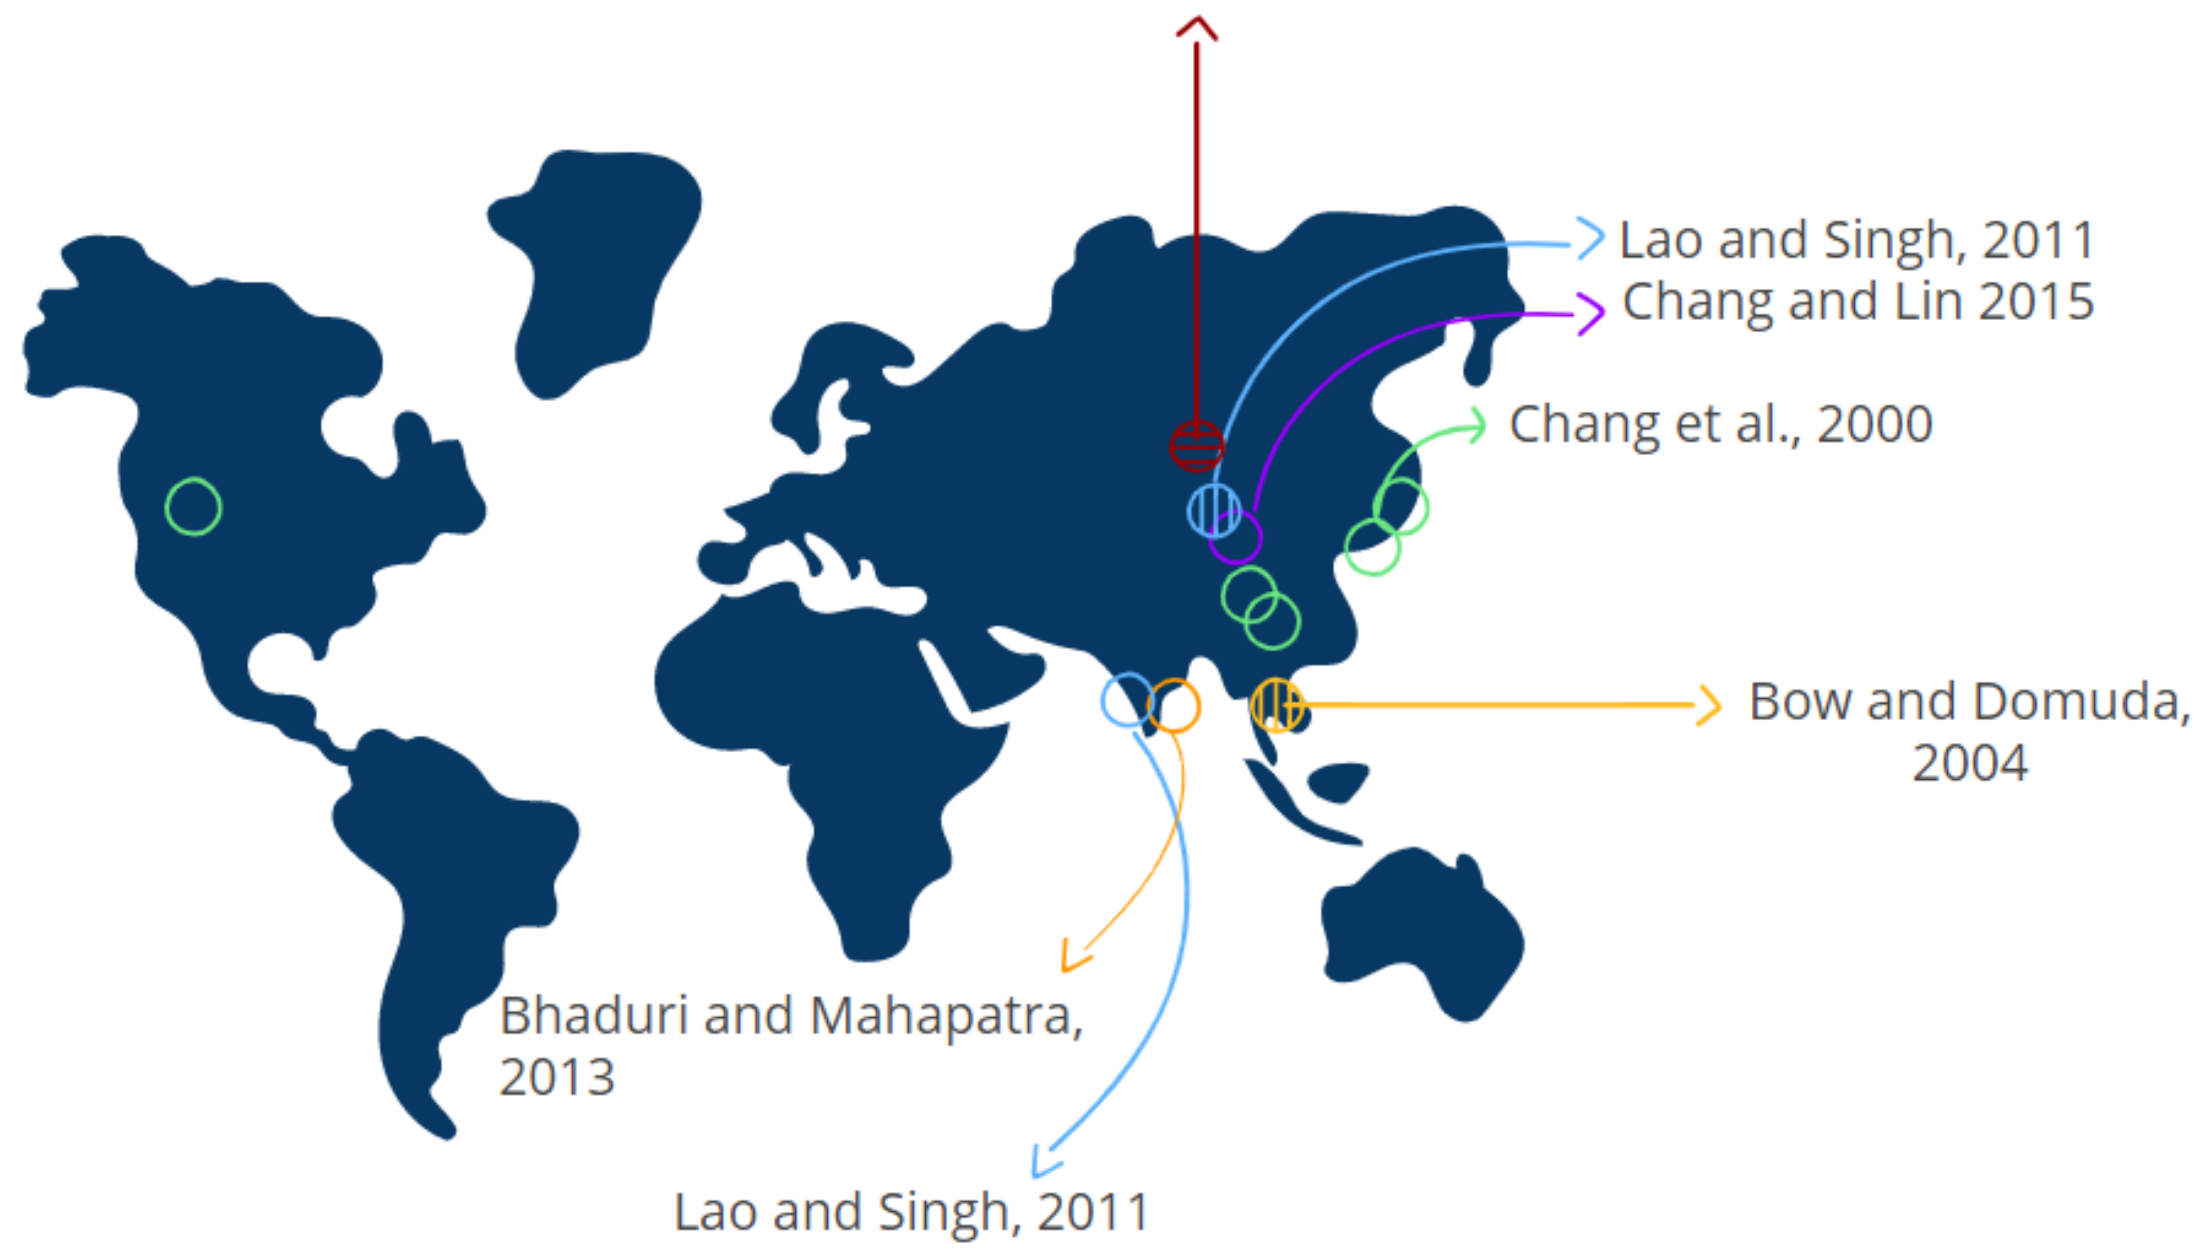 Lao and Singh, 2011
Chang and Lin 2015
Chang et al., 2000
Bow and Domuda,
2004
Bhaduri and Mahapatra,
2013
Lao and Singh, 2011